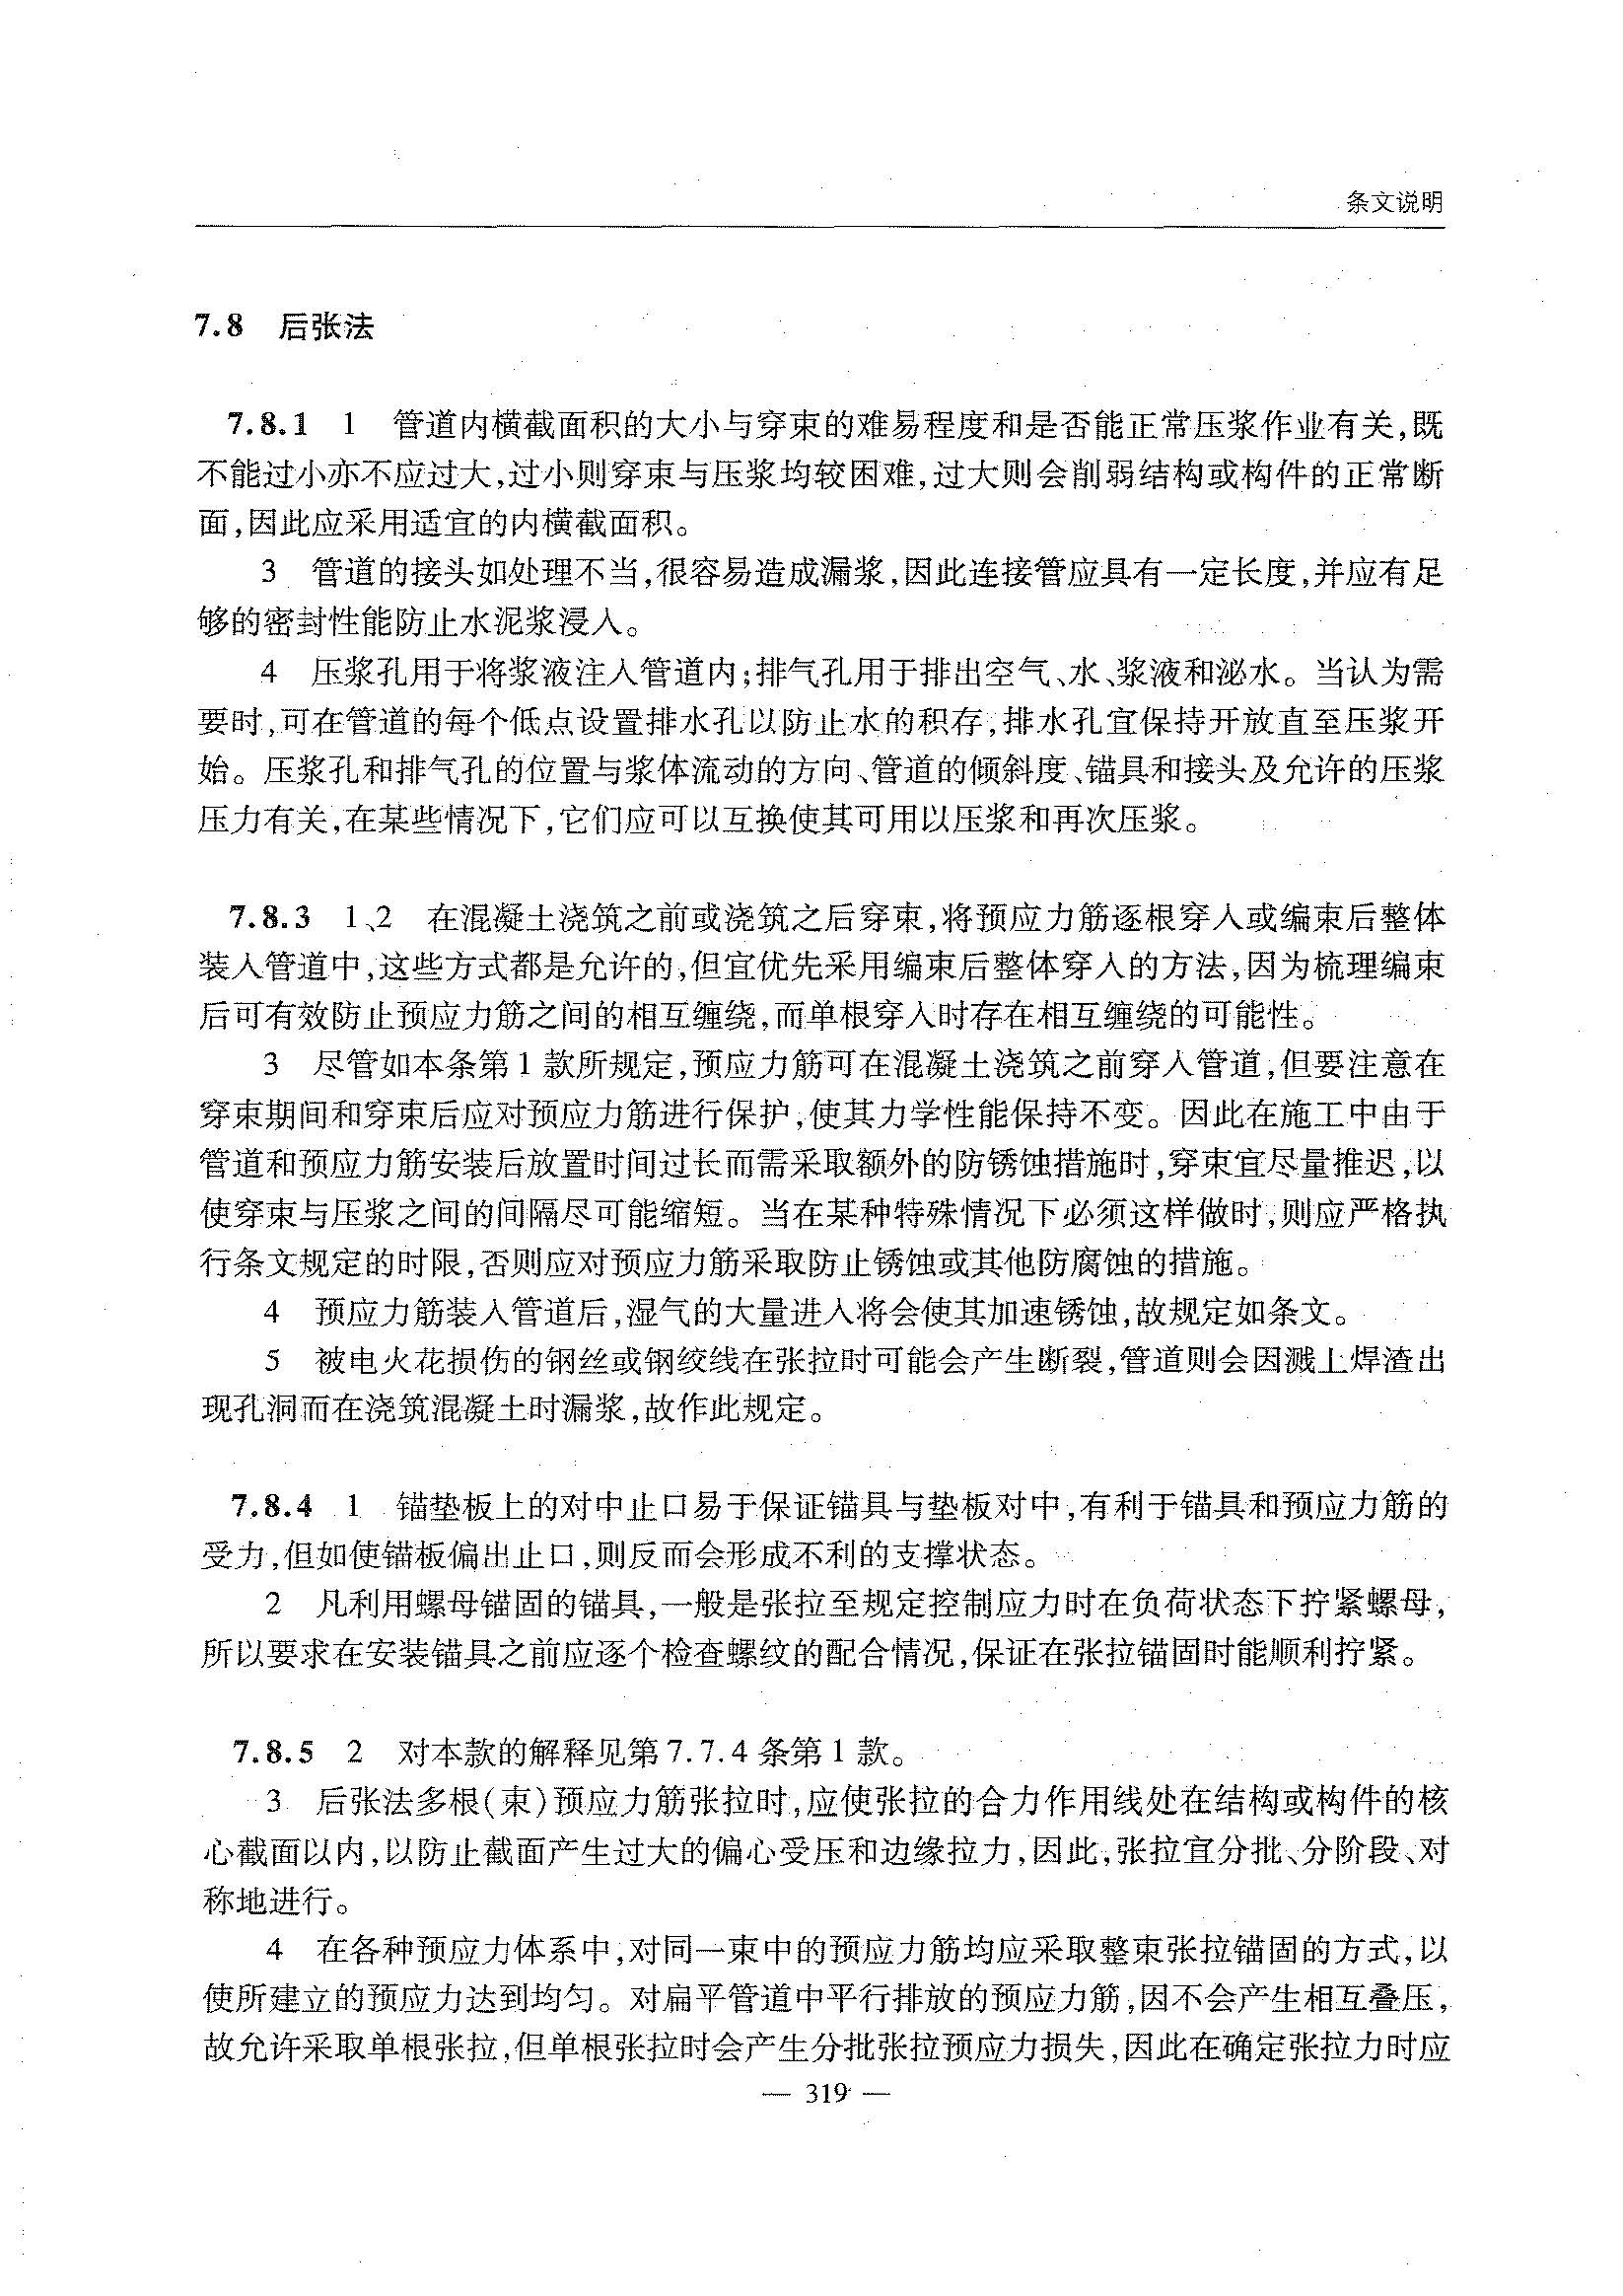 条文说明
7.8 后张法
7.8.1 1 管道内横截面积的大小与穿束的难易程度和是否能正常压浆作业有关,既
不能过小亦不应过大,过小则穿束与压浆均较困难,过大则会削弱结构或构件的正常断
面,因此应采用适宜的内横截面积。
3 管道的接头如处理不当,很容易造成漏浆,因此连接管应具有一定长度,并应有足
够的密封性能防止水泥浆浸入。
4 压浆孔用于将浆液注入管道内;排气孔用于排出空气、水、浆液和泌水。当认为需
要时,可在管道的每个低点设置排水孔以防止水的积存,排水孔宜保持开放直至压浆开
始。压浆孔和排气孔的位置与浆体流动的方向、管道的倾斜度、锚具和接头及允许的压浆
压力有关,在某些情况下,它们应可以互换使其可用以压浆和再次压浆。
7.8.3 1、2 在混凝土浇筑之前或浇筑之后穿束,将预应力筋逐根穿入或编束后整体
装入管道中,这些方式都是允许的,但宜优先采用编束后整体穿入的方法,因为梳理编束
后可有效防止预应力筋之间的相互缠绕,而单根穿入时存在相互缠绕的可能性。
3 尽管如本条第1款所规定,预应力筋可在混凝土浇筑之前穿入管道,但要注意在
穿束期间和穿束后应对预应力筋进行保护,使其力学性能保持不变。因此在施工中由于
管道和预应力筋安装后放置时间过长而需采取额外的防锈蚀措施时,穿束宜尽量推迟,以
使穿束与压浆之间的间隔尽可能缩短。当在某种特殊情况下必须这样做时,则应严格执
行条文规定的时限,否则应对预应力筋采取防止锈蚀或其他防腐蚀的措施。
4 预应力筋装入管道后,湿气的大量进入将会使其加速锈蚀,故规定如条文。
5 被电火花损伤的钢丝或钢绞线在张拉时可能会产生断裂,管道则会因溅上焊渣出
现孔洞而在浇筑混凝土时漏浆,故作此规定。
7.8.4 1 锚垫板上的对中止口易于保证锚具与垫板对中,有利于锚具和预应力筋的
受力,但如使锚板偏出止口,则反而会形成不利的支撑状态。
2 凡利用螺母锚固的锚具,一般是张拉至规定控制应力时在负荷状态下拧紧螺母,
所以要求在安装锚具之前应逐个检查螺纹的配合情况,保证在张拉锚固时能顺利拧紧。
7.8.5 2 对本款的解释见第7.7.4条第1款。
3 后张法多根(束)预应力筋张拉时,应使张拉的合力作用线处在结构或构件的核
心截面以内,以防止截面产生过大的偏心受压和边缘拉力,因此,张拉宜分批、分阶段、对
称地进行。
4 在各种预应力体系中,对同一束中的预应力筋均应采取整束张拉锚固的方式,以
使所建立的预应力达到均匀。对扁平管道中平行排放的预应力筋,因不会产生相互叠压,
故允许采取单根张拉,但单根张拉时会产生分批张拉预应力损失,因此在确定张拉力时应
— 319 —